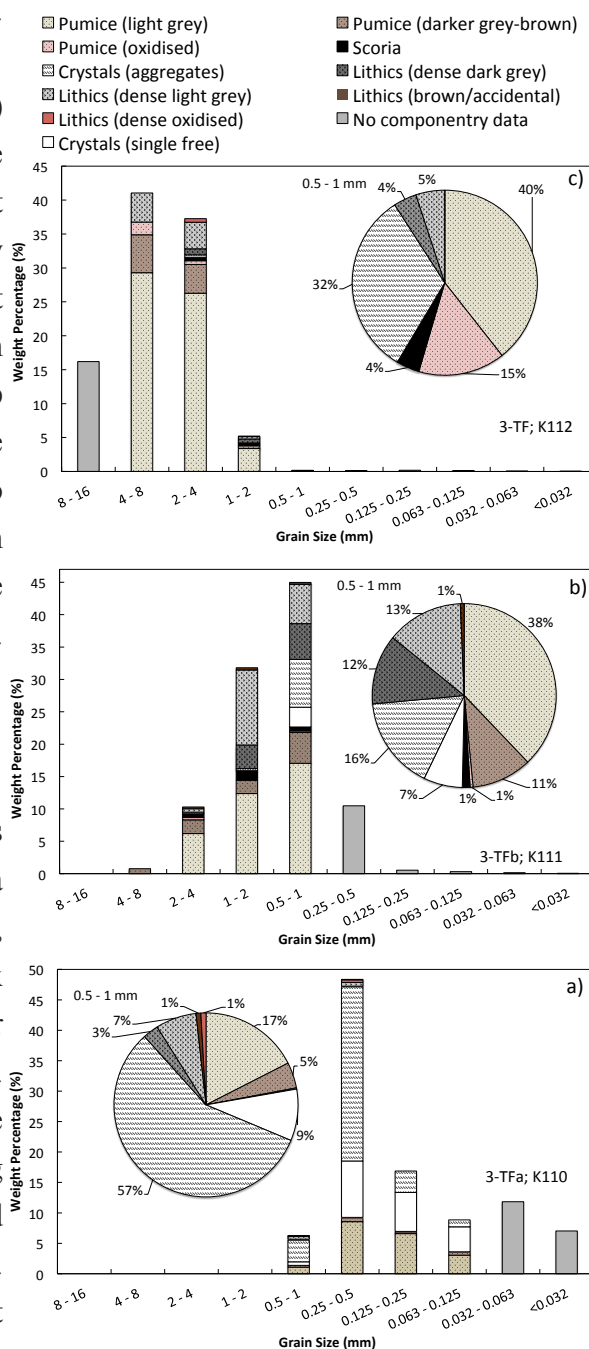 Pumice (light grey)
Pumice (darker grey-brown)
Pumice (oxidised)
Scoria
Crystals (aggregates)
Lithics (dense dark grey)
Lithics (dense light grey)
Lithics (brown/accidental)
Lithics (dense oxidised)
No componentry data
Crystals (single free)
c)
0.5 - 1 mm
4%
5%
40%
32%
4%
15%
3-TF; K112
Weight Percentage (%)
45
40
35
30
25
20
15
10
5
0
8 - 16
4 - 8
2 - 4
1 - 2
0.5 - 1
0.25 - 0.5
0.125 - 0.25
0.063 - 0.125
0.032 - 0.063
<0.032
Grain Size (mm)
b)
0.5 - 1 mm
1%
13%
38%
12%
16%
7%
1%
1%
11%
3-TFb; K111
Weight Percentage (%)
45
40
35
30
25
20
15
10
5
0
8 - 16
4 - 8
2 - 4
1 - 2
0.5 - 1
0.25 - 0.5
0.125 - 0.25
0.063 - 0.125
0.032 - 0.063
<0.032
Grain Size (mm)
a)
0.5 - 1 mm
1%
1%
7%
3%
17%
5%
9%
57%
3-TFa; K110
Weight Percentage (%)
50
45
40
35
30
25
20
15
10
5
0
8 - 16
4 - 8
2 - 4
1 - 2
0.5 - 1
0.25 - 0.5
0.125 - 0.25
0.063 - 0.125
0.032 - 0.063
<0.032
Grain Size (mm)